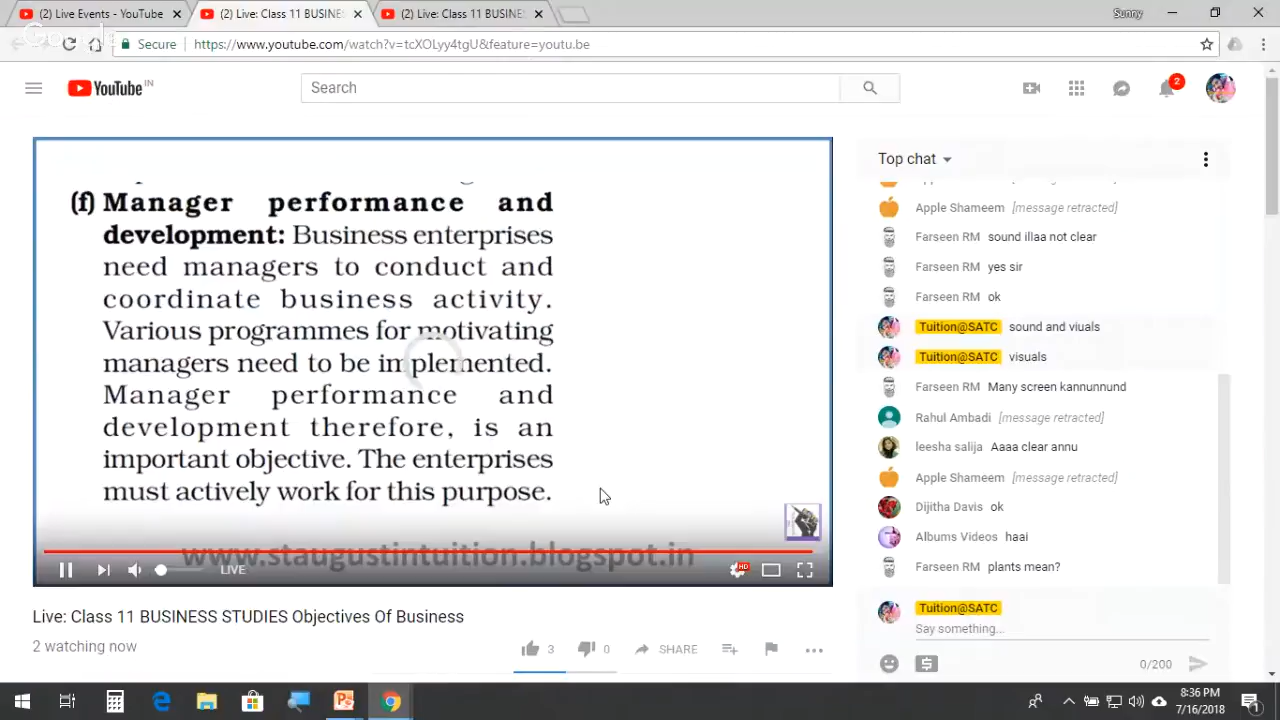 (2) Live Events - YouTube
(2) Live: Class 11 BUSINESS
(2) Live: Class 11 BUSINES
Sunny
Secure
https://www.youtube.com/watch?v=tcXOLyy4tgU&feature=youtu.be
YouTube IN
Search
2
(f) Manager performance and
development: Business enterprises
need managers to conduct and
coordinate business activity.
Various programmes for motivating
managers need to be implemented.
Manager performance and
development therefore, is an
important objective. The enterprises
must actively work for this purpose.
www.staugustintuition.blogspot.in
LIVE
HD
Live: Class 11 BUSINESS STUDIES Objectives Of Business
2 watching now
3
0
SHARE
Top chat
Apple Shameem [message retracted]
Farseen RM sound illaa not clear
Farseen RM yes sir
Farseen RM ok
Tuition@SATC sound and viuals
Tuition@SATC visuals
Farseen RM Many screen kannunnund
Rahul Ambadi [message retracted]
leesha salija Aaaa clear annu
Apple Shameem [message retracted]
Dijitha Davis ok
Albums Videos haai
Farseen RM plants mean?
Tuition@SATC
Say something...
0/200
8:36 PM
7/16/2018
1